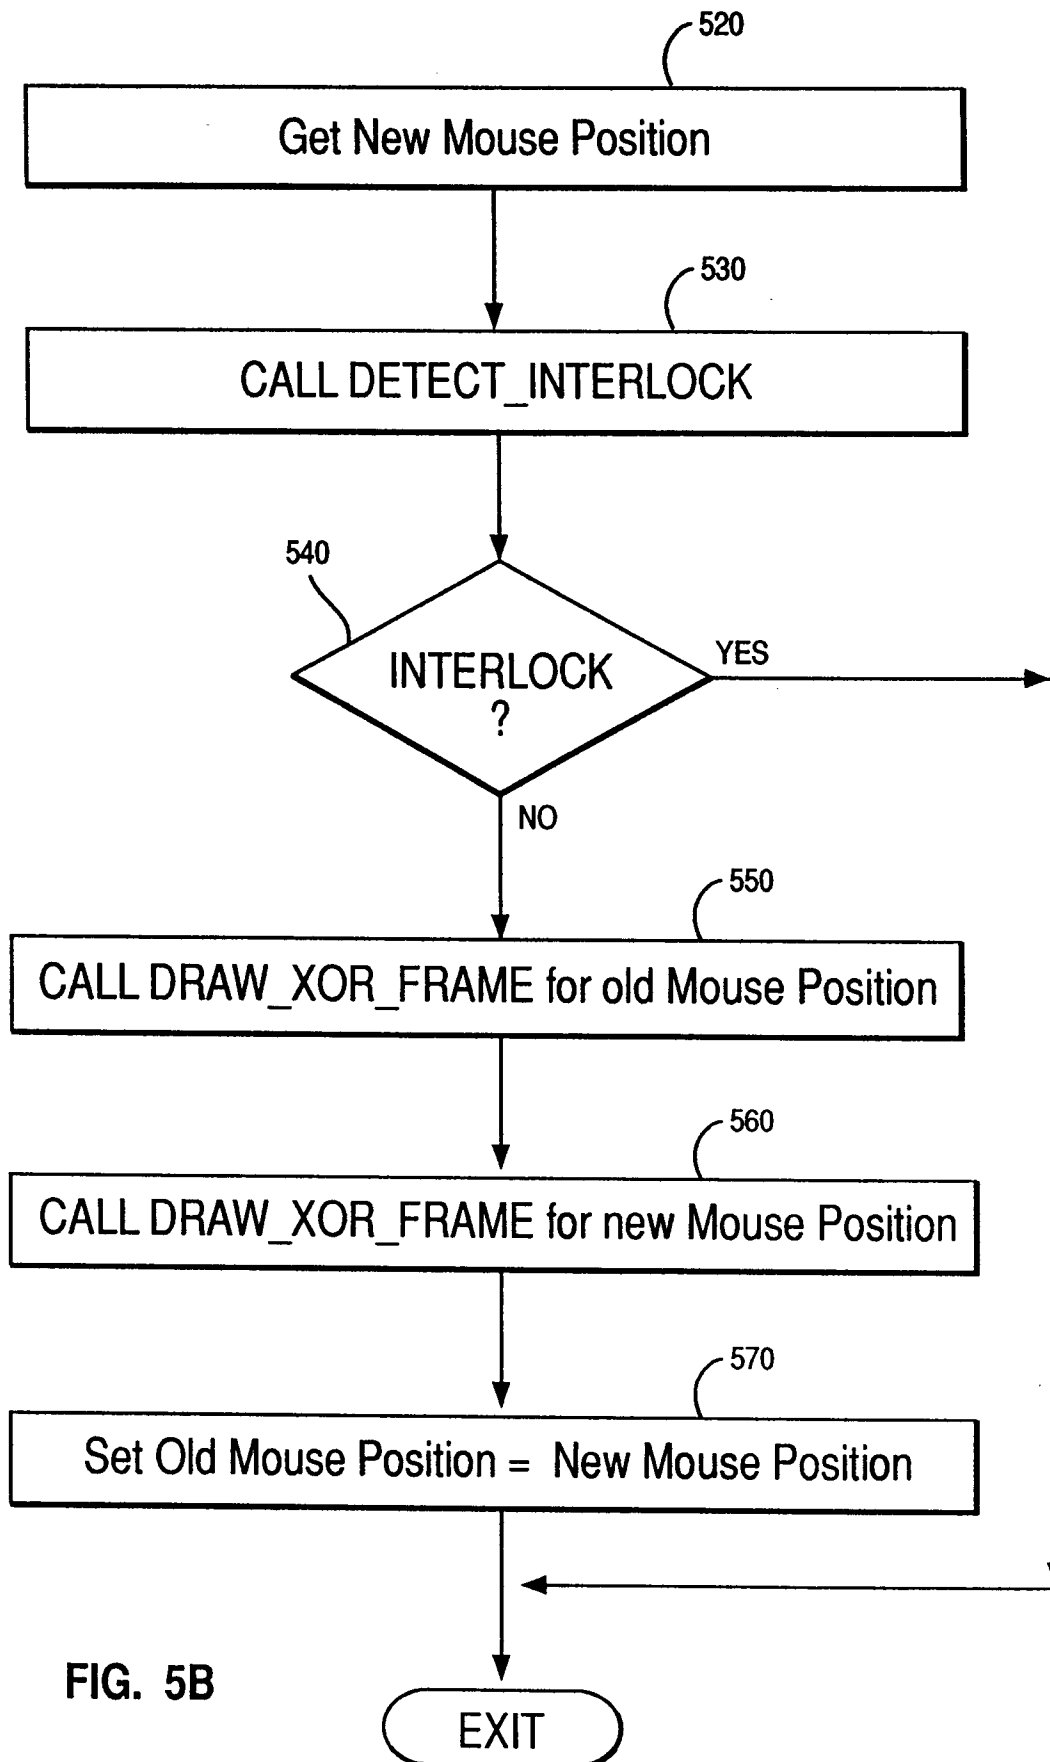 520
Get New Mouse Position
530
CALL DETECT_INTERLOCK
540
INTERLOCK
?
YES
NO
550
CALL DRAW_XOR_FRAME for old Mouse Position
560
CALL DRAW_XOR_FRAME for new Mouse Position
570
Set Old Mouse Position = New Mouse Position
FIG. 5B
EXIT